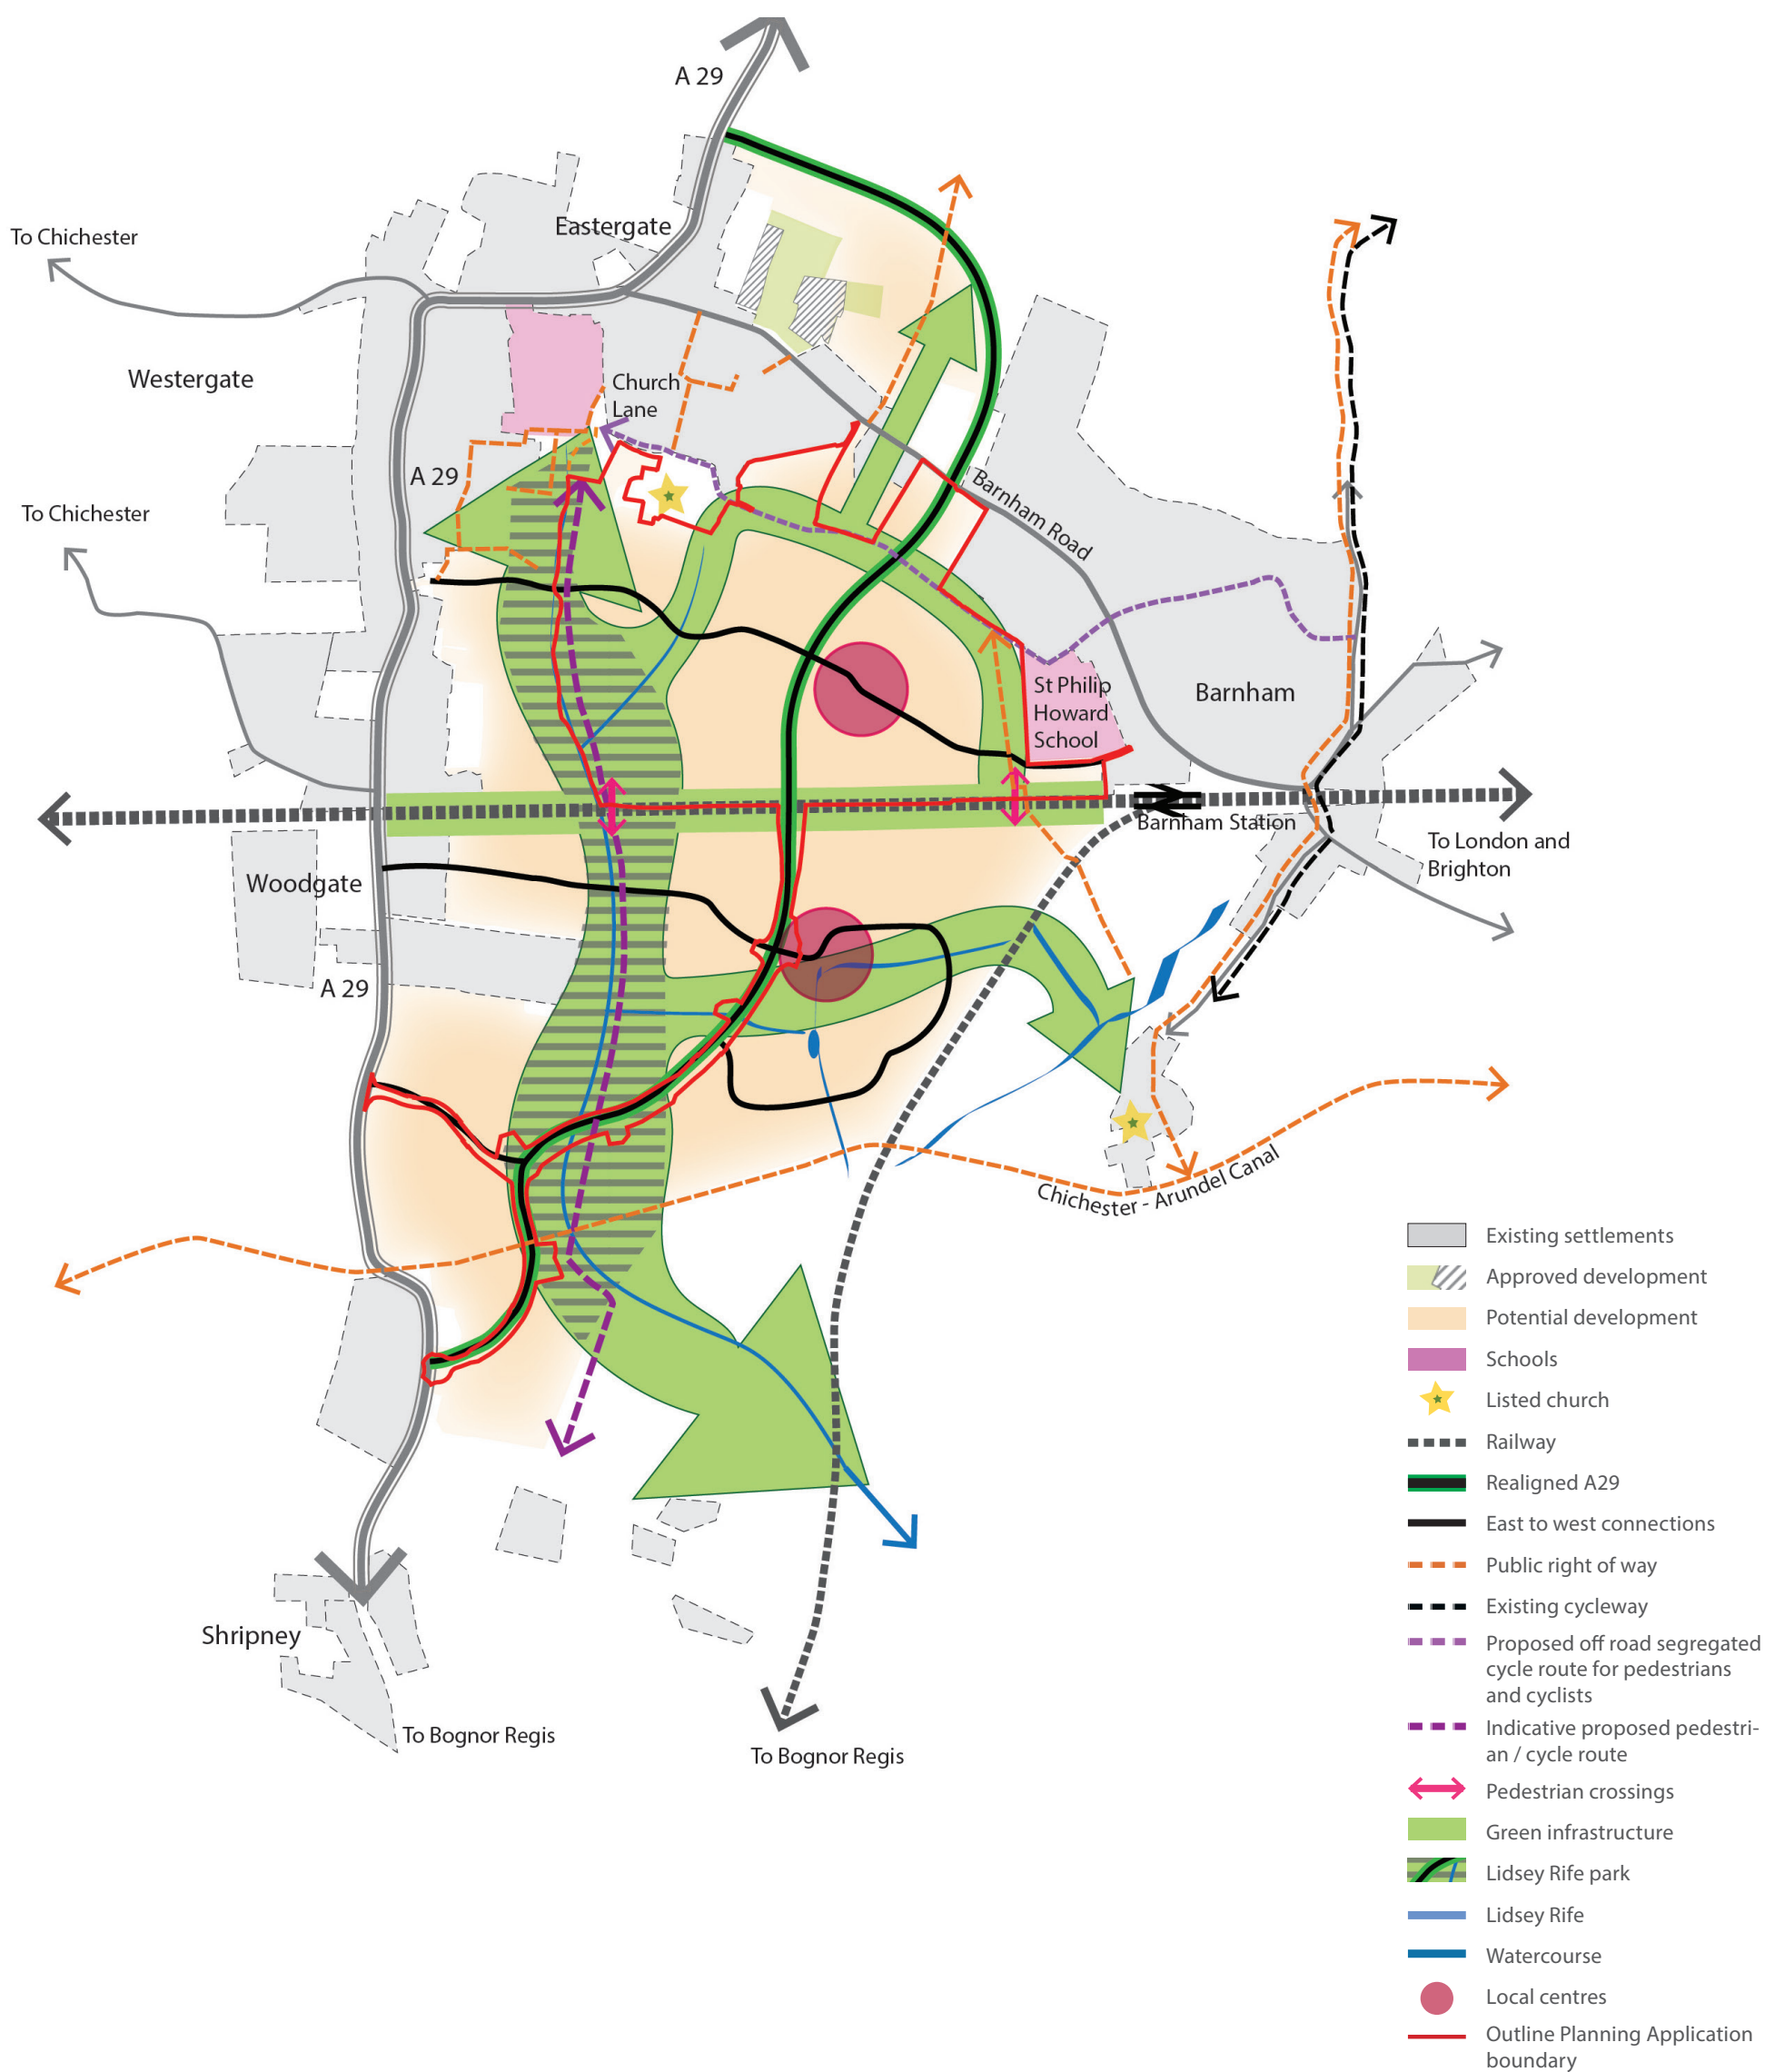 A 29
To Chichester
Eastergate
Westergate
Church
Lane
A 29
To Chichester
Barnham Road
St Philip
Howard
School
Barnham
Barnham Station
To London and
Brighton
Woodgate
A 29
Chichester - Arundel Canal
Shripney
To Bognor Regis
To Bognor Regis
Existing settlements
Approved development
Potential development
Schools
Listed church
Railway
Realigned A29
East to west connections
Public right of way
Existing cycleway
Proposed off road segregated
cycle route for pedestrians
and cyclists
Indicative proposed pedestri-
an / cycle route
Pedestrian crossings
Green infrastructure
Lidsey Rife park
Lidsey Rife
Watercourse
Local centres
Outline Planning Application
boundary